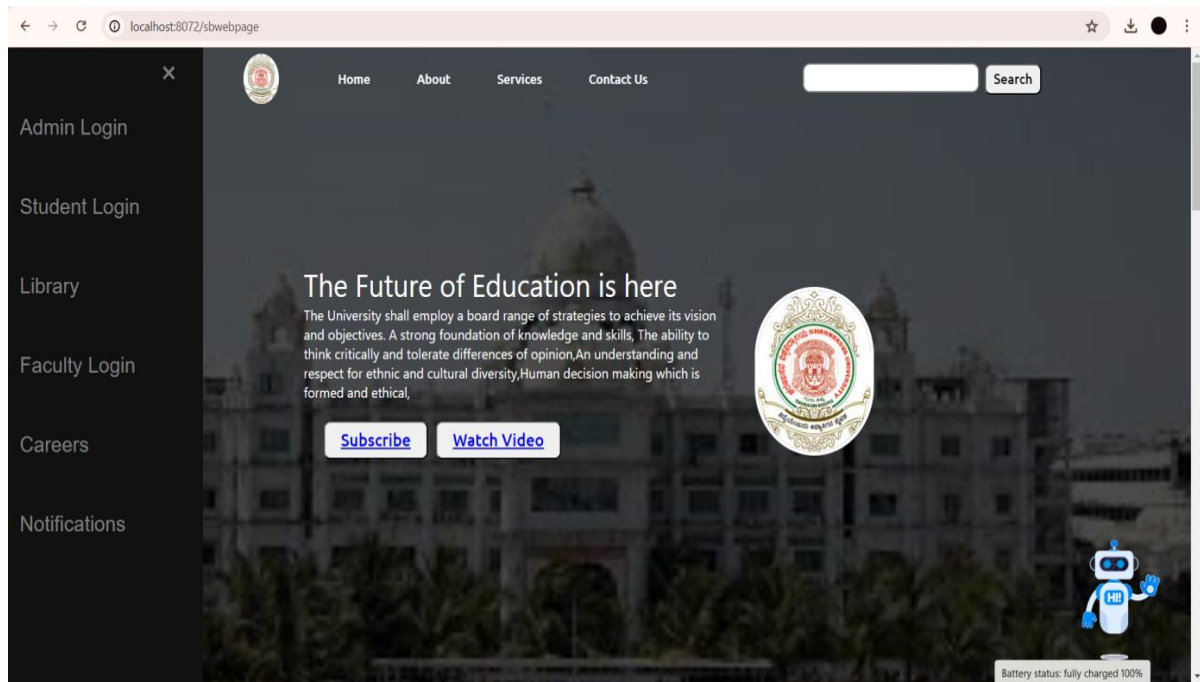 localhost:8072/sbwebpage
×
Home About Services Contact Us Search
Admin Login
Student Login
Library
Faculty Login
Careers
Notifications
The Future of Education is here
The University shall employ a board range of strategies to achieve its vision
and objectives. A strong foundation of knowledge and skills, The ability to
think critically and tolerate differences of opinion,An understanding and
respect for ethnic and cultural diversity,Human decision making which is
formed and ethical,
Subscribe Watch Video
SHARNBASVA UNIVERSITY
HI!
Battery status: fully charged 100%